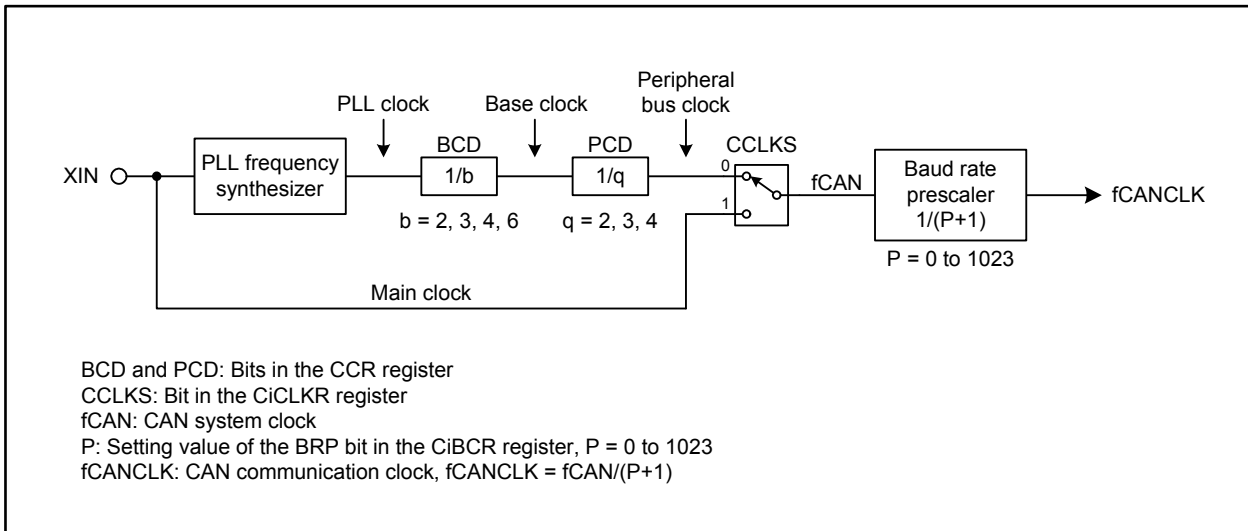 Peripheral
bus clock
PLL clock
Base clock
BCD
PCD
CCLKS
XIN
PLL frequency
synthesizer
1/b
1/q
0
1
fCAN
Baud rate
prescaler
1/(P+1)
fCANCLK
b = 2, 3, 4, 6
q = 2, 3, 4
P = 0 to 1023
Main clock
BCD and PCD: Bits in the CCR register
CCLKS: Bit in the CiCLKR register
fCAN: CAN system clock
P: Setting value of the BRP bit in the CiBCR register, P = 0 to 1023
fCANCLK: CAN communication clock, fCANCLK = fCAN/(P+1)